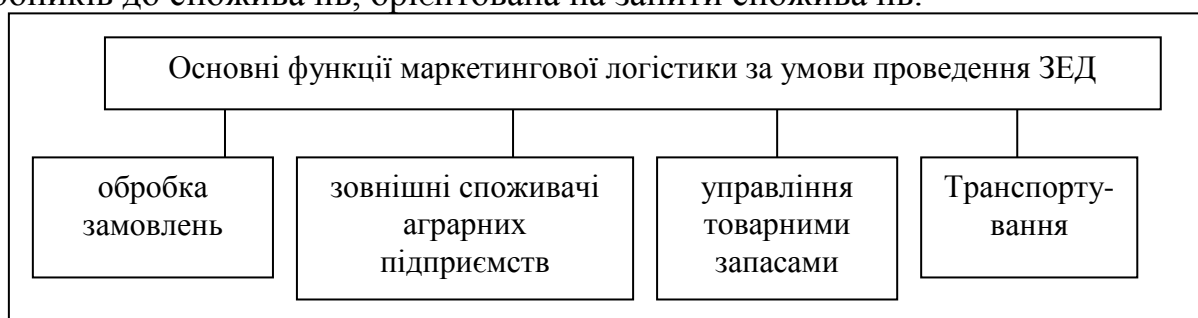 до споживачів, орієнтована на запити споживачів.
Основні функції маркетингової логістики за умови проведення ЗЕД
обробка
замовлень
зовнішні споживачі
аграрних
підприємств
управління
товарними
запасами
Транспорту-
вання